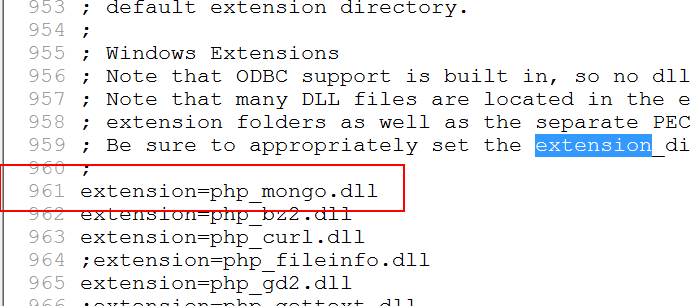 953 ; default extension directory.
954 ;
955 ; Windows Extensions
956 ; Note that ODBC support is built in, so no dll
957 ; Note that many DLL files are located in the e
958 ; extension folders as well as the separate PEC
959 ; Be sure to appropriately set the extension_di
960 ;
961 extension=php_mongo.dll
962 extension=php_bz2.dll
963 extension=php_curl.dll
964 ;extension=php_fileinfo.dll
965 extension=php_gd2.dll
966 ;extension=php_gettext.dll